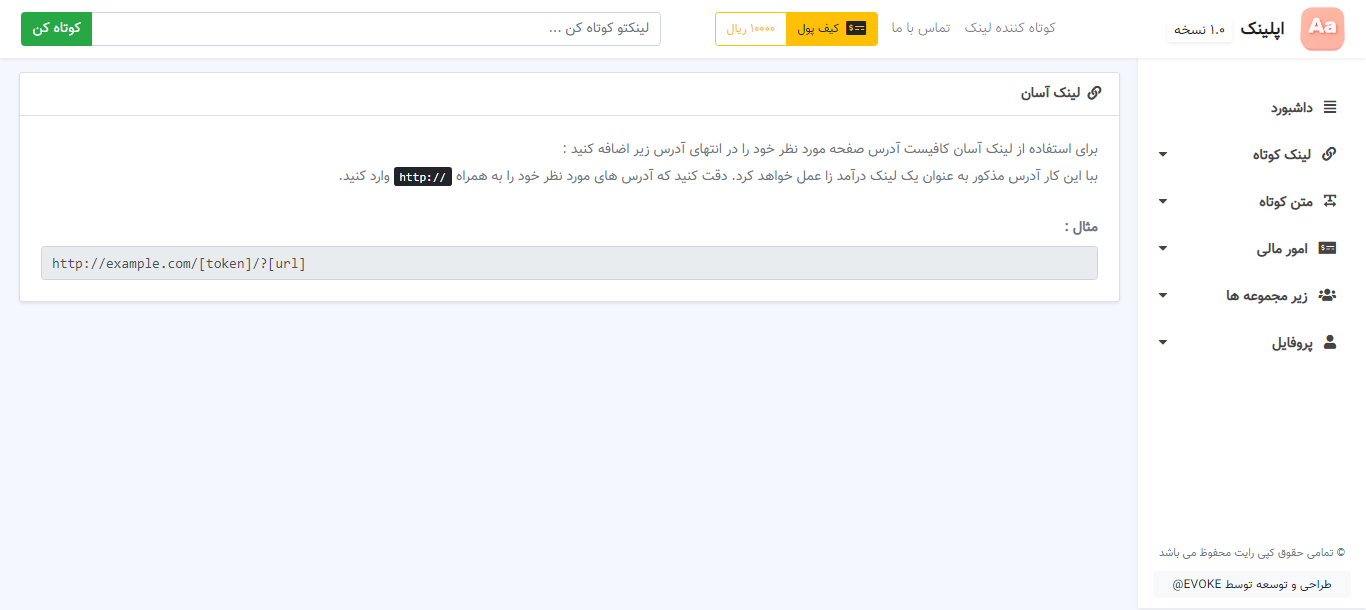 Aa
اپلینک
۱.۰ نسخه
کوتاه کننده لینک
تماس با ما
کیف پول
۱۰۰۰۰ ریال
لینکتو کوتاه کن ...
کوتاه کن
داشبورد
لینک کوتاه
متن کوتاه
امور مالی
زیر مجموعه ها
پروفایل
© تمامی حقوق کپی رایت محفوظ می باشد
طراحی و توسعه توسط EVOKE@
لینک آسان
برای استفاده از لینک آسان کافیست آدرس صفحه مورد نظر خود را در انتهای آدرس زیر اضافه کنید :
ببا این کار آدرس مذکور به عنوان یک لینک درآمد زا عمل خواهد کرد. دقت کنید که آدرس های مورد نظر خود را به همراه http:// وارد کنید.
مثال :
http://example.com/[token]/?[url]